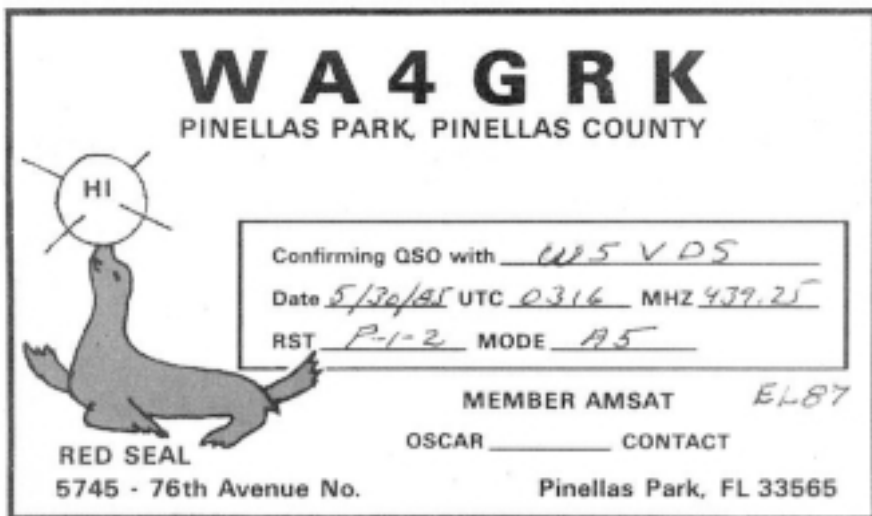 WA4GRK
PINELLAS PARK, PINELLAS COUNTY
HI
Confirming QSO with W5VDS
Date 5/30/85 UTC 0316 MHZ 439.25
RST P-1-2 MODE A5
MEMBER AMSAT EL87
OSCAR ________ CONTACT
RED SEAL
5745 - 76th Avenue No. Pinellas Park, FL 33565